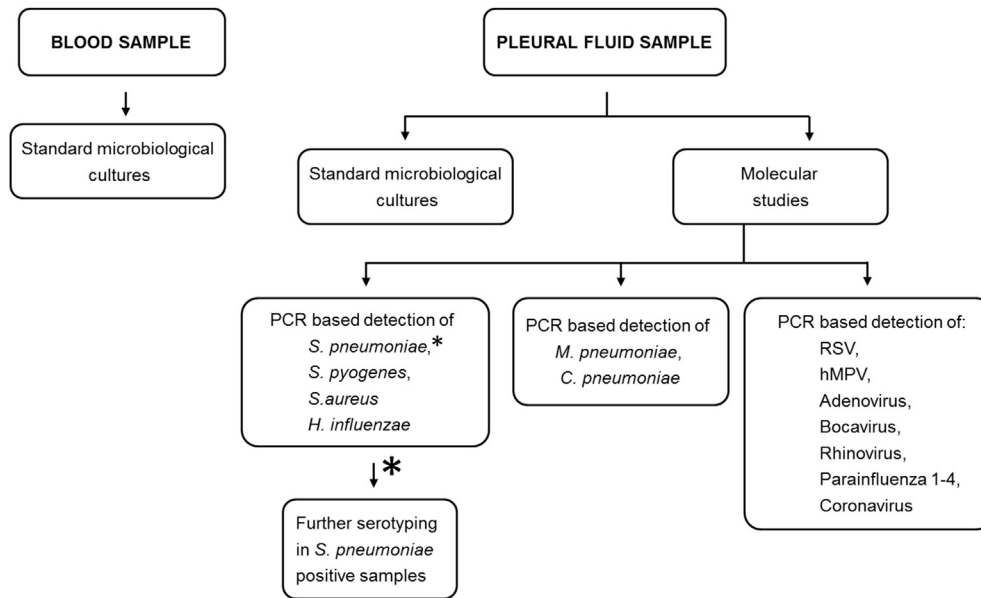 BLOOD SAMPLE
Standard microbiological
cultures
PLEURAL FLUID SAMPLE
Standard microbiological
cultures
Molecular
studies
PCR based detection of
S. pneumoniae,*
S. pyogenes,
S.aureus
H. influenzae
*
Further serotyping
in S. pneumoniae
positive samples
PCR based detection of
M. pneumoniae,
C. pneumoniae
PCR based detection of:
RSV,
hMPV,
Adenovirus,
Bocavirus,
Rhinovirus,
Parainfluenza 1-4,
Coronavirus